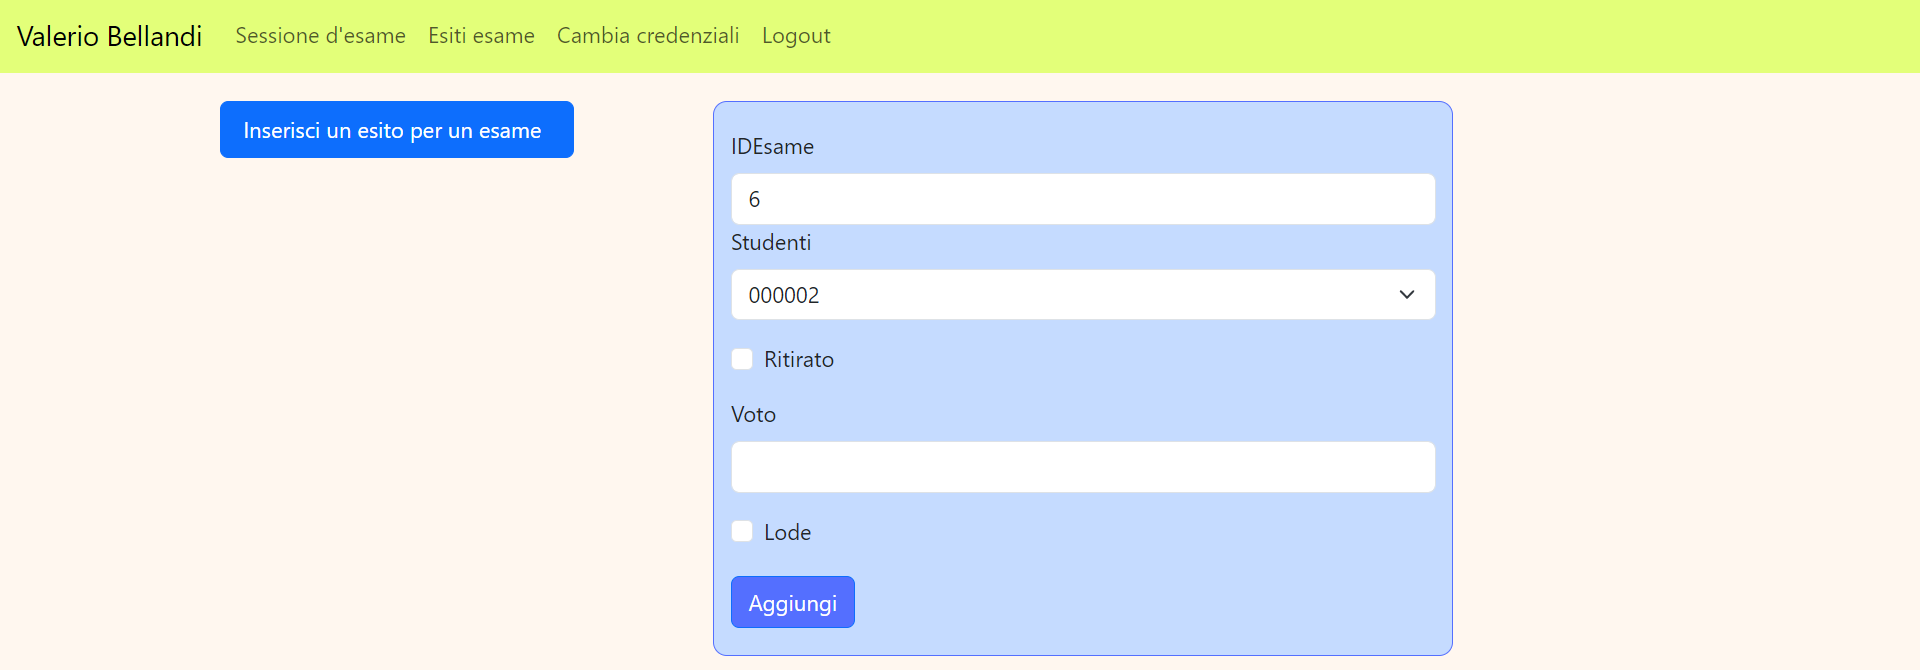 Valerio Bellandi Sessione d'esame Esiti esame Cambia credenziali Logout
Inserisci un esito per un esame
IDEsame
6
Studenti
000002
Ritirato
Voto
Lode
Aggiungi